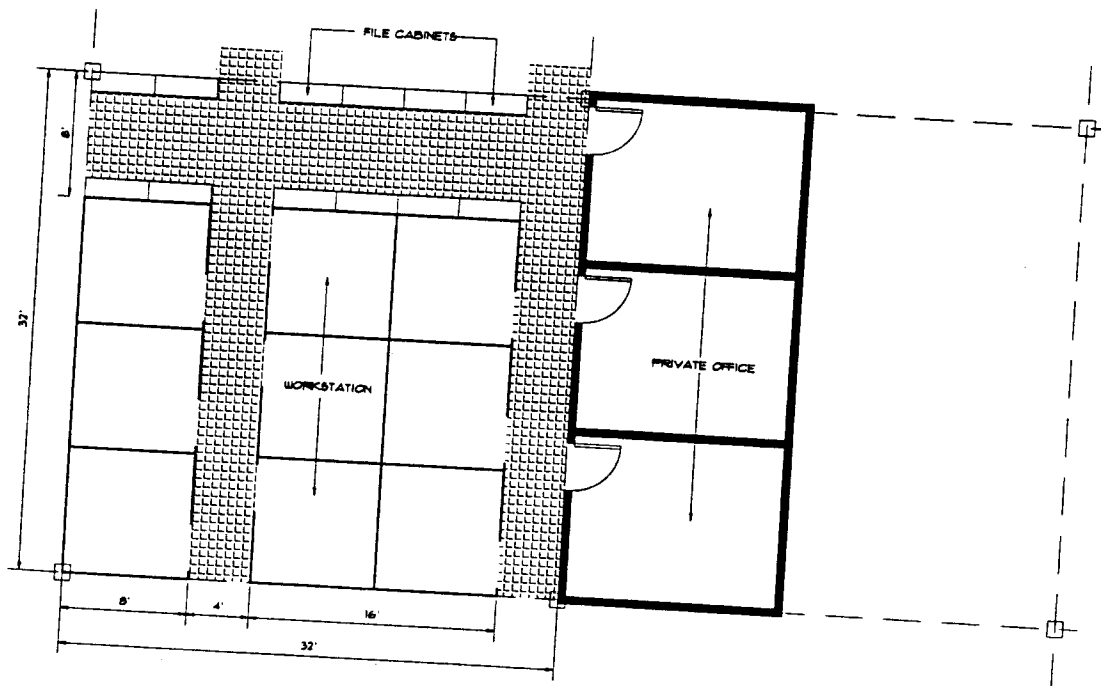 FILE CABINETS
8'
32'
WORKSTATION
PRIVATE OFFICE
8'
4'
16'
32'